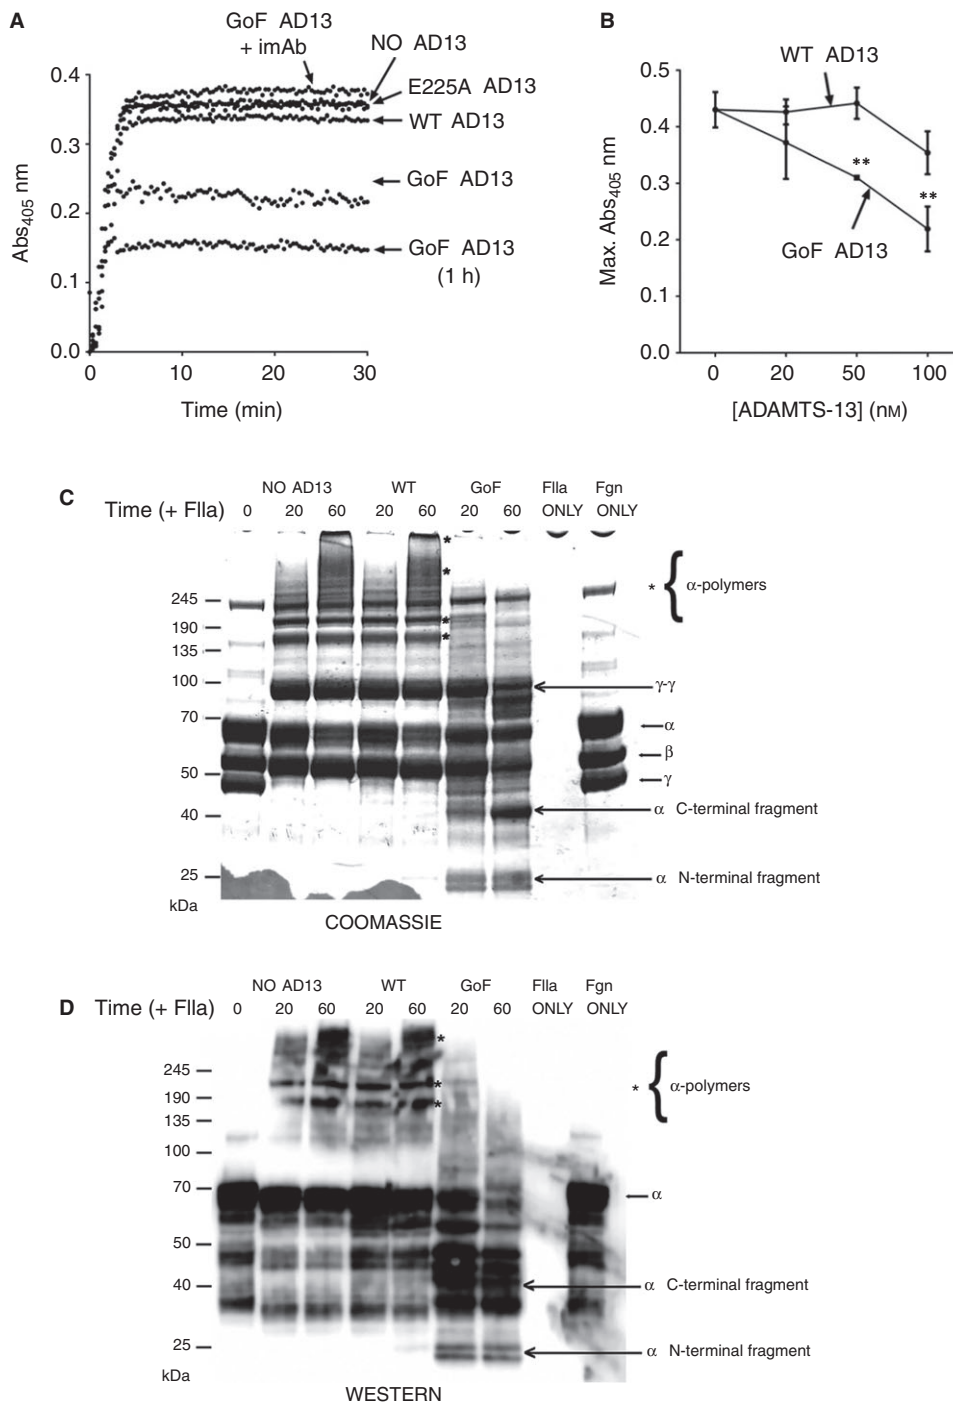 A
GoF AD13
+ imAb
NO AD13
E225A AD13
WT AD13
GoF AD13
GoF AD13
(1 h)
Abs405 nm
0.4
0.3
0.2
0.1
0.0
0 10 20 30
Time (min)
B
WT AD13
**
**
GoF AD13
Max. Abs405 nm
0.5
0.4
0.3
0.2
0.1
0.0
0 20 50 100
[ADAMTS-13] (nM)
C
NO AD13 WT GoF FIIa Fgn
Time (+ FIIa) 0 20 60 20 60 20 60 ONLY ONLY
*
*
*
*
* { α-polymers
245
190
135
100
70
50
40
25
kDa
γ-γ
α
β
γ
α C-terminal fragment
α N-terminal fragment
COOMASSIE
D
NO AD13 WT GoF FIIa Fgn
Time (+ FIIa) 0 20 60 20 60 20 60 ONLY ONLY
*
*
*
* { α-polymers
245
190
135
100
70
50
40
25
kDa
α
α C-terminal fragment
α N-terminal fragment
WESTERN